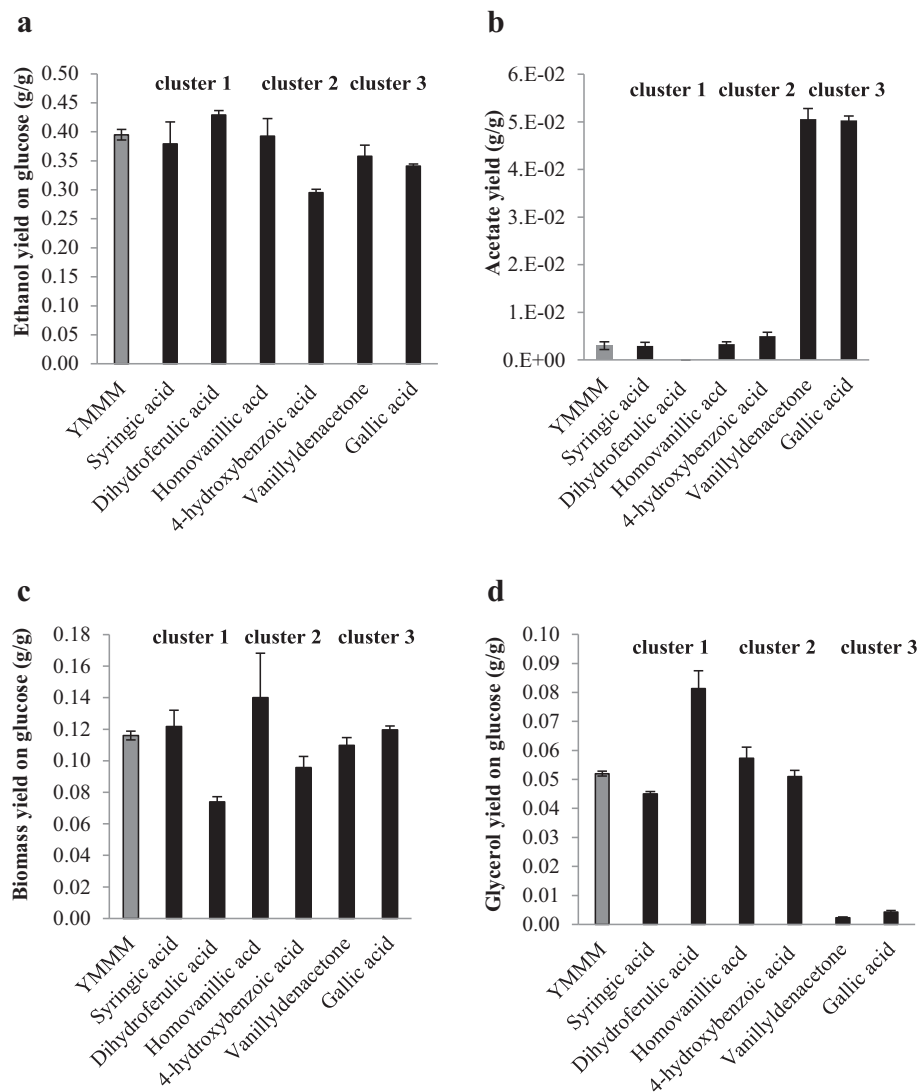 a
Ethanol yield on glucose (g/g)
cluster 1 cluster 2 cluster 3
0.50
0.45
0.40
0.35
0.30
0.25
0.20
0.15
0.10
0.05
0.00
YMMM
Syringic acid
Dihydroferulic acid
Homovanillic acd
4-hydroxybenzoic acid
Vanillyldenacetone
Gallic acid
b
Acetate yield (g/g)
cluster 1 cluster 2 cluster 3
6.E-02
5.E-02
4.E-02
3.E-02
2.E-02
1.E-02
0.E+00
YMMM
Syringic acid
Dihydroferulic acid
Homovanillic acd
4-hydroxybenzoic acid
Vanillyldenacetone
Gallic acid
c
Biomass yield on glucose (g/g)
cluster 1 cluster 2 cluster 3
0.18
0.16
0.14
0.12
0.10
0.08
0.06
0.04
0.02
0.00
YMMM
Syringic acid
Dihydroferulic acid
Homovanillic acd
4-hydroxybenzoic acid
Vanillyldenacetone
Gallic acid
d
Glycerol yield on glucose (g/g)
cluster 1 cluster 2 cluster 3
0.10
0.09
0.08
0.07
0.06
0.05
0.04
0.03
0.02
0.01
0.00
YMMM
Syringic acid
Dihydroferulic acid
Homovanillic acd
4-hydroxybenzoic acid
Vanillyldenacetone
Gallic acid